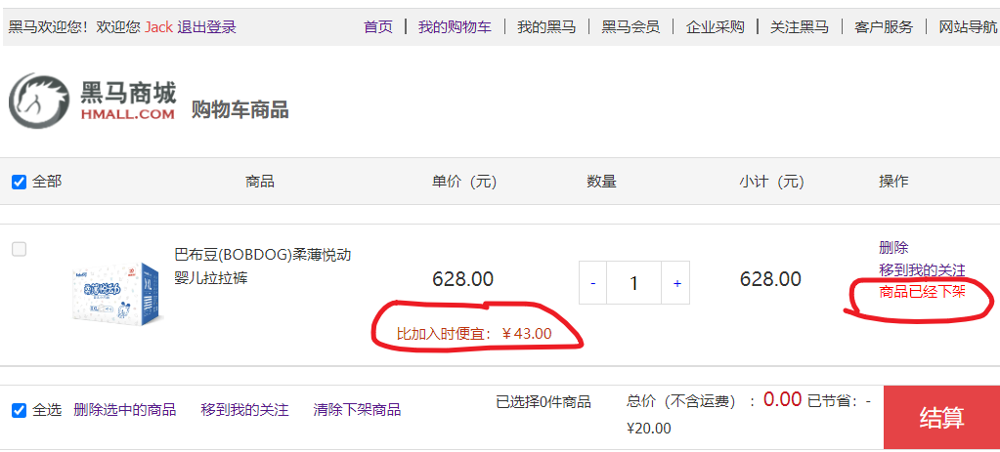 黑马欢迎您！欢迎您 Jack 退出登录 首页 我的购物车 我的黑马 黑马会员 企业采购 关注黑马 客户服务 网站导航
黑马商城
HMALL.COM
购物车商品
全部 商品 单价（元） 数量 小计（元） 操作
巴布豆(BOBDOG)柔薄悦动
婴儿拉拉裤
柔薄悦动
628.00 - 1 + 628.00
删除
移到我的关注
商品已经下架
比加入时便宜：￥43.00
全选 删除选中的商品 移到我的关注 清除下架商品 已选择0件商品 总价（不含运费）：0.00 已节省：-
¥20.00
结算